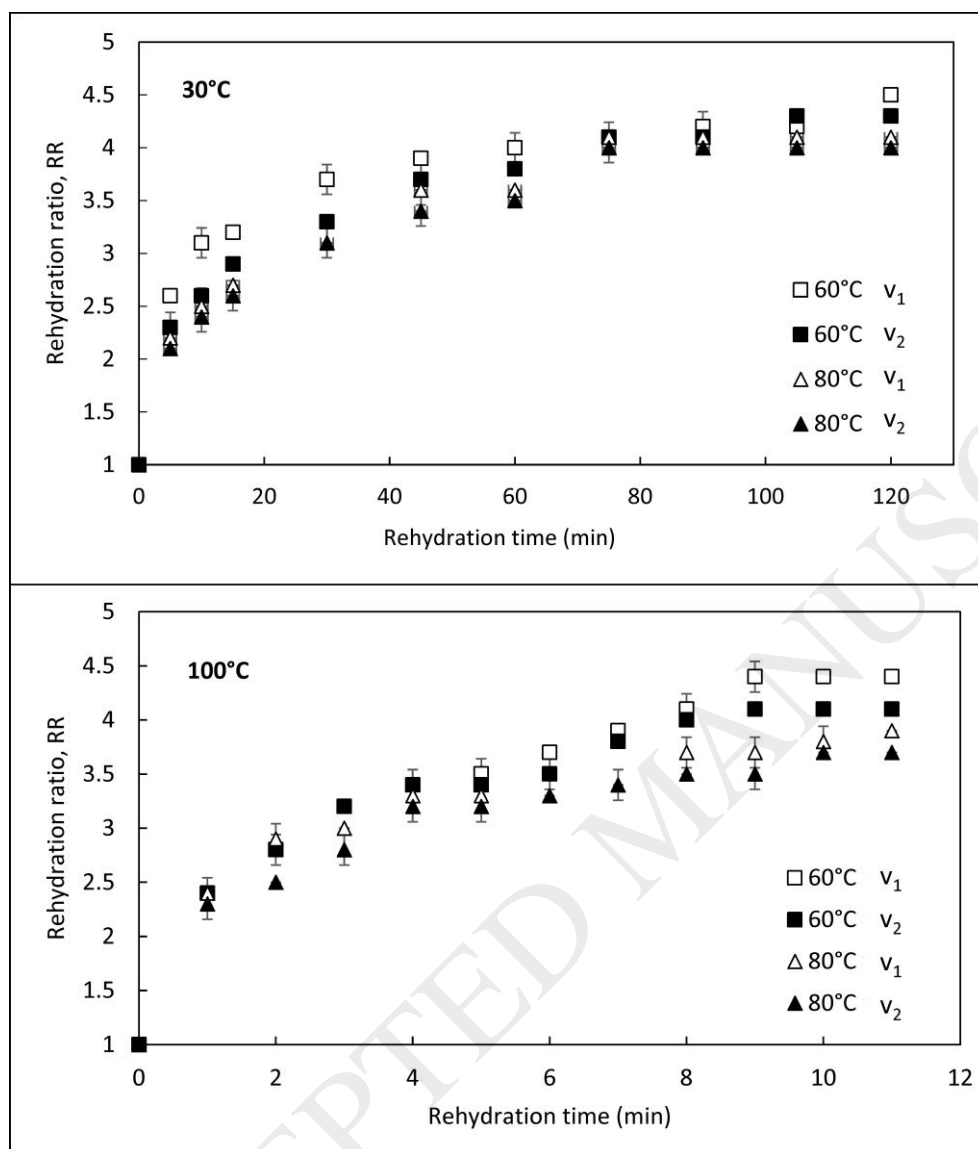 5
4.5
4
3.5
3
2.5
2
1.5
1
30°C
Rehydration ratio, RR
60°C v₁
60°C v₂
80°C v₁
80°C v₂
0 20 40 60 80 100 120
Rehydration time (min)
5
4.5
4
3.5
3
2.5
2
1.5
1
100°C
Rehydration ratio, RR
60°C v₁
60°C v₂
80°C v₁
80°C v₂
0 2 4 6 8 10 12
Rehydration time (min)
EPTED MANUSC